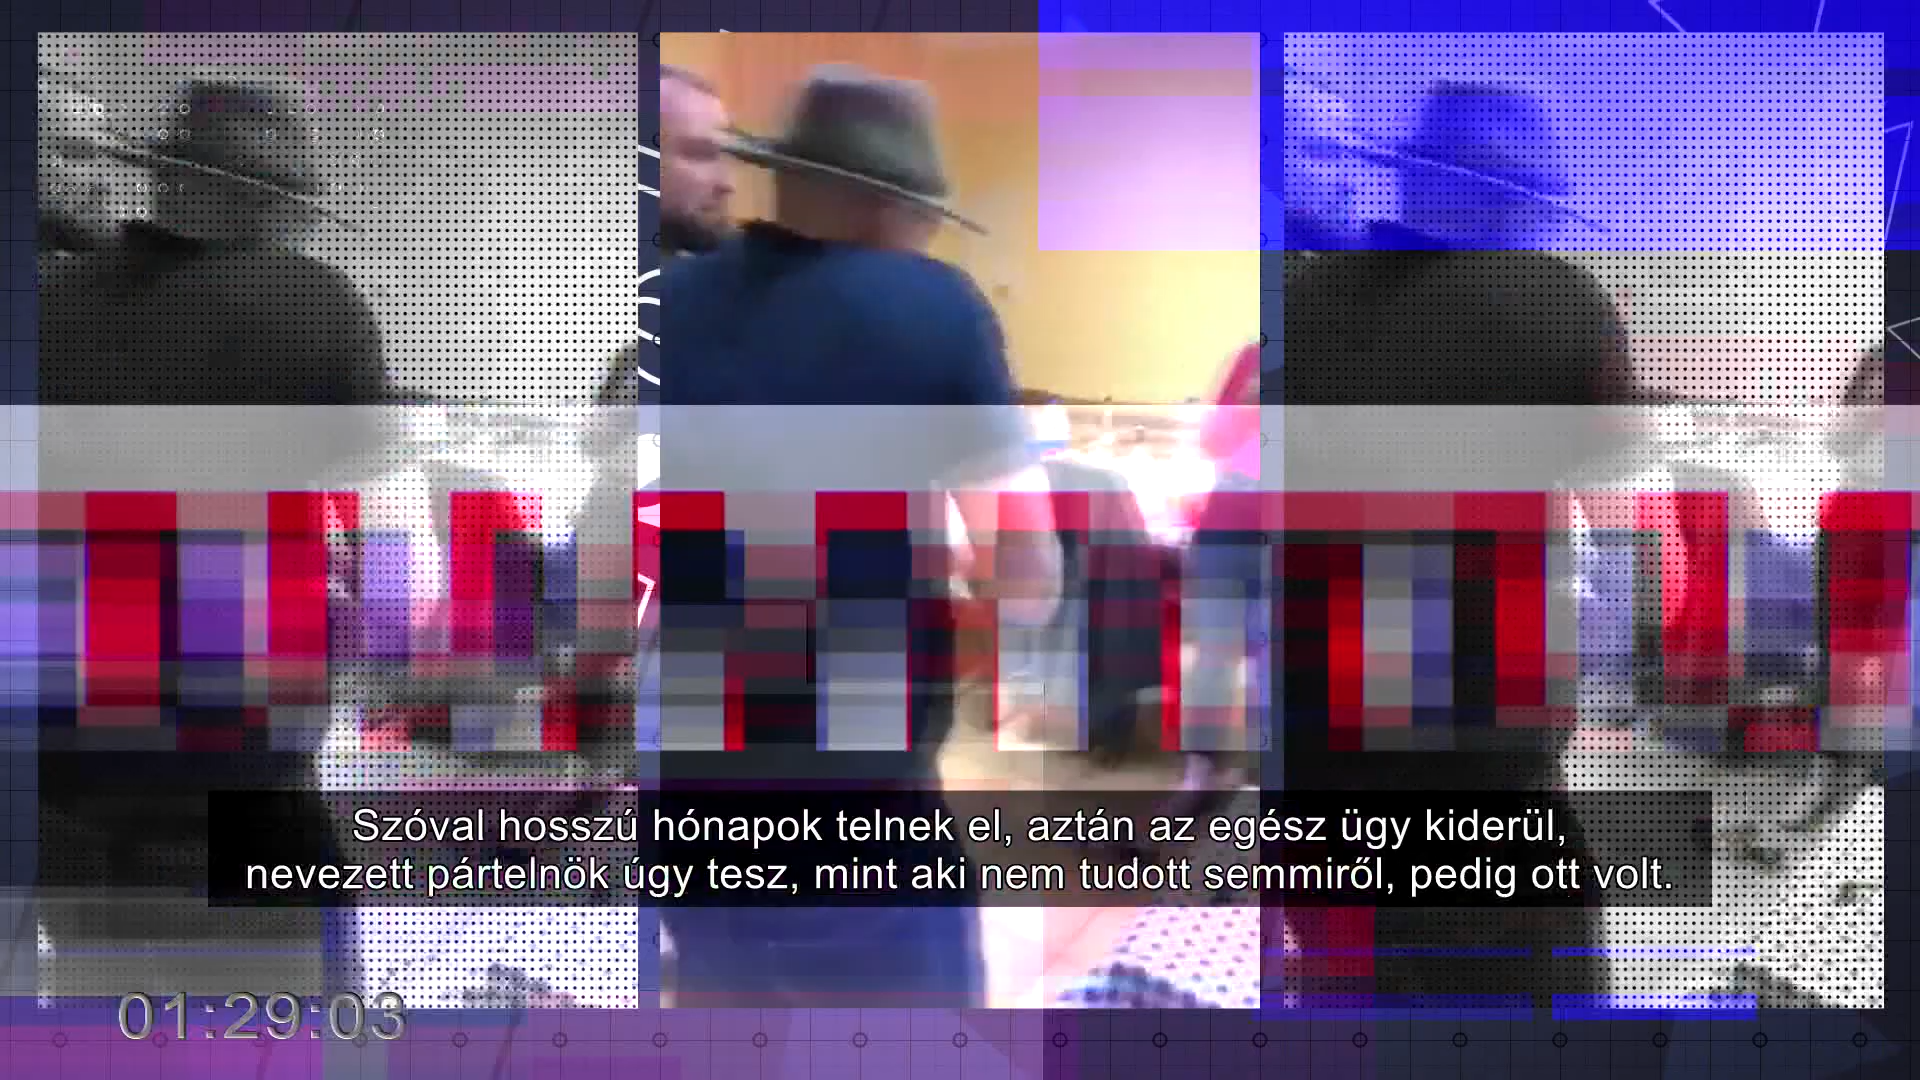 Szóval hosszú hónapok telnek el, aztán az egész ügy kiderül,
nevezett pártelnök úgy tesz, mint aki nem tudott semmiről, pedig ott volt.
01:29:03